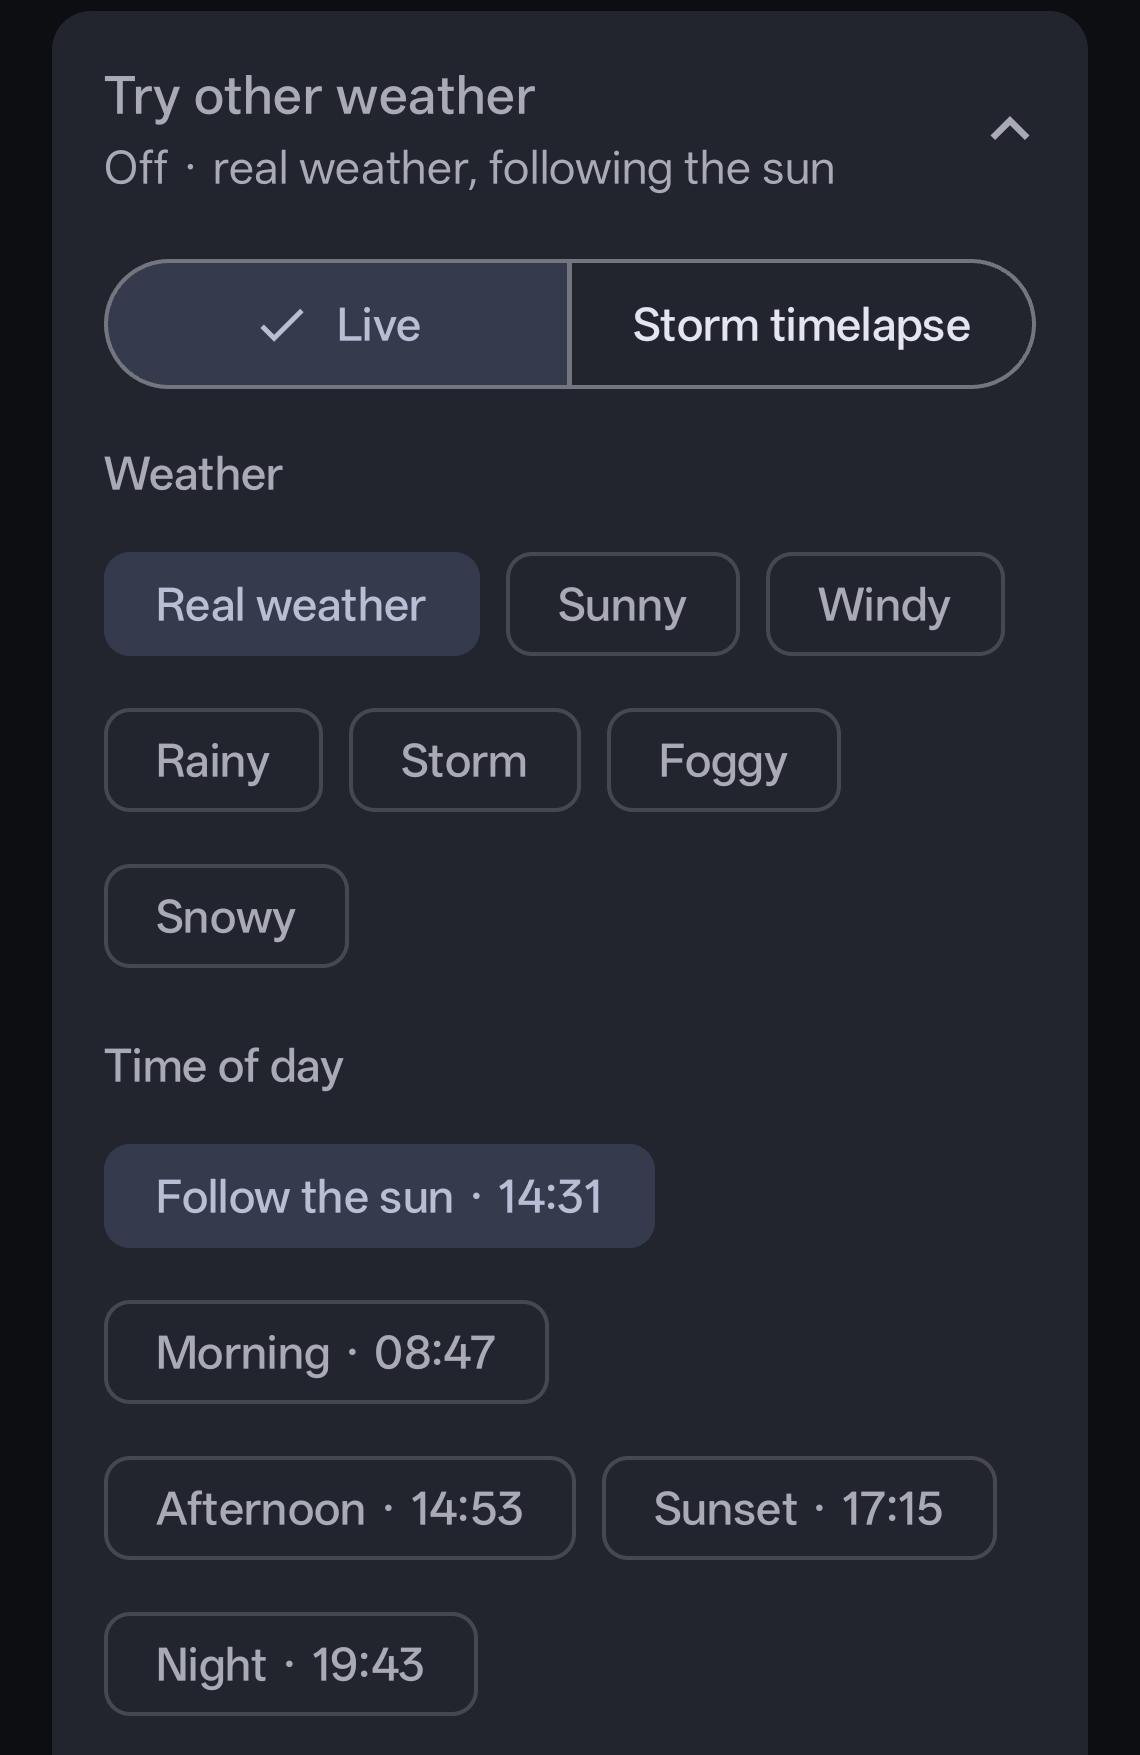 Try other weather
Off · real weather, following the sun
Live
Storm timelapse
Weather
Real weather
Sunny
Windy
Rainy
Storm
Foggy
Snowy
Time of day
Follow the sun · 14:31
Morning · 08:47
Afternoon · 14:53
Sunset · 17:15
Night · 19:43